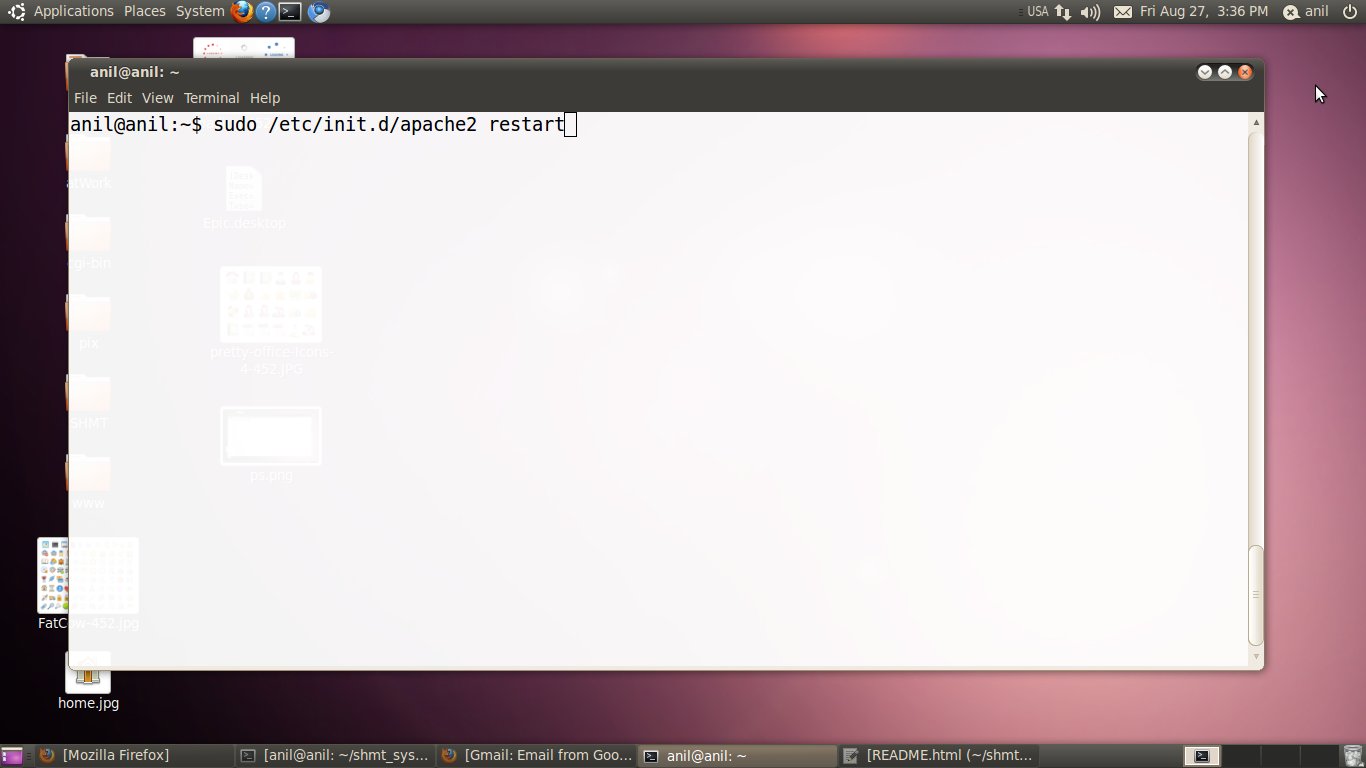 Applications Places System
USA
Fri Aug 27, 3:36 PM
anil
anil@anil: ~
File Edit View Terminal Help
anil@anil:~$ sudo /etc/init.d/apache2 restart
atWork
Epic.desktop
cgi-bin
pix
pretty-office-icons-
4-452.JPG
SHMT
ps.png
www
FatCow-452.jpg
home.jpg
[Mozilla Firefox]
[anil@anil: ~/shmt_sys...
[Gmail: Email from Goo...
anil@anil: ~
[README.html (~/shmt...